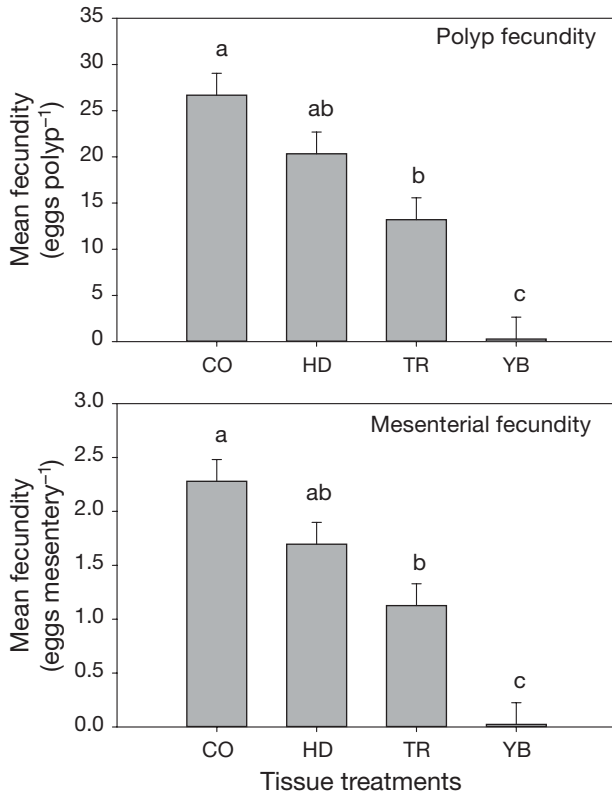 Polyp fecundity
Mean fecundity
(eggs polyp⁻¹)
35
30
25
20
15
10
5
0
a
ab
b
c
CO HD TR YB
Mesenterial fecundity
Mean fecundity
(eggs mesentery⁻¹)
3.0
2.5
2.0
1.5
1.0
0.5
0.0
a
ab
b
c
CO HD TR YB
Tissue treatments